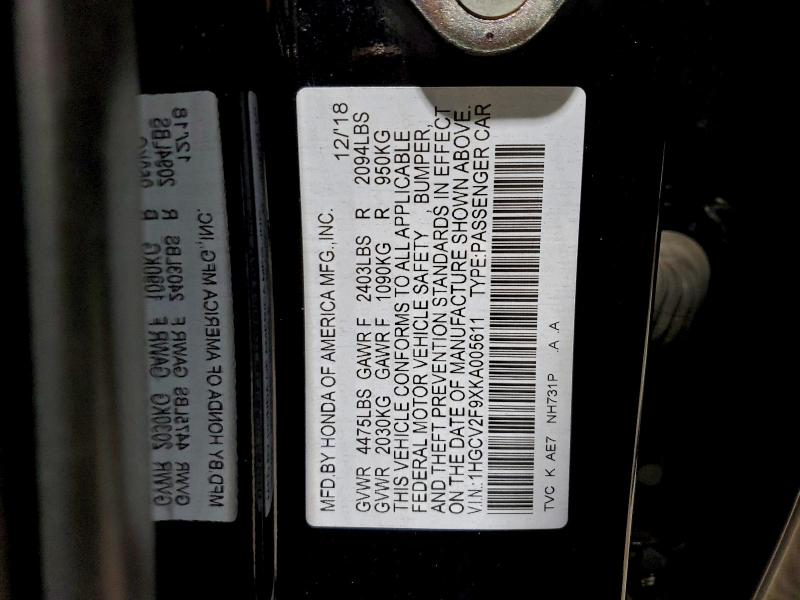 MFD.BY HONDA OF AMERICA MFG.,INC. 12/'18
GVWR 4475LBS GAWR F 2403LBS R 2094LBS
GVWR 2030KG GAWR F 1090KG R 950KG
THIS VEHICLE CONFORMS TO ALL APPLICABLE
FEDERAL MOTOR VEHICLE SAFETY , BUMPER,
AND THEFT PREVENTION STANDARDS IN EFFECT
ON THE DATE OF MANUFACTURE SHOWN ABOVE.
V.I.N.:1HGCV2F9XKA005611 TYPE:PASSENGER CAR
TVC K AE7 NH731P .A .A